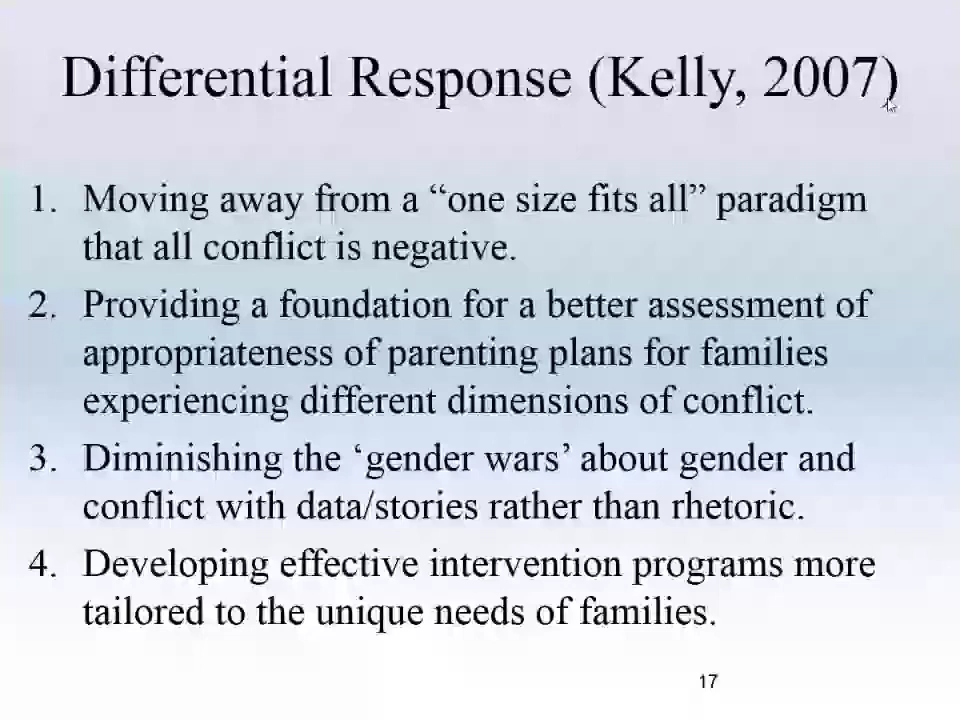 Differential Response (Kelly, 2007)
1. Moving away from a “one size fits all” paradigm
that all conflict is negative.
2. Providing a foundation for a better assessment of
appropriateness of parenting plans for families
experiencing different dimensions of conflict.
3. Diminishing the ‘gender wars’ about gender and
conflict with data/stories rather than rhetoric.
4. Developing effective intervention programs more
tailored to the unique needs of families.
17